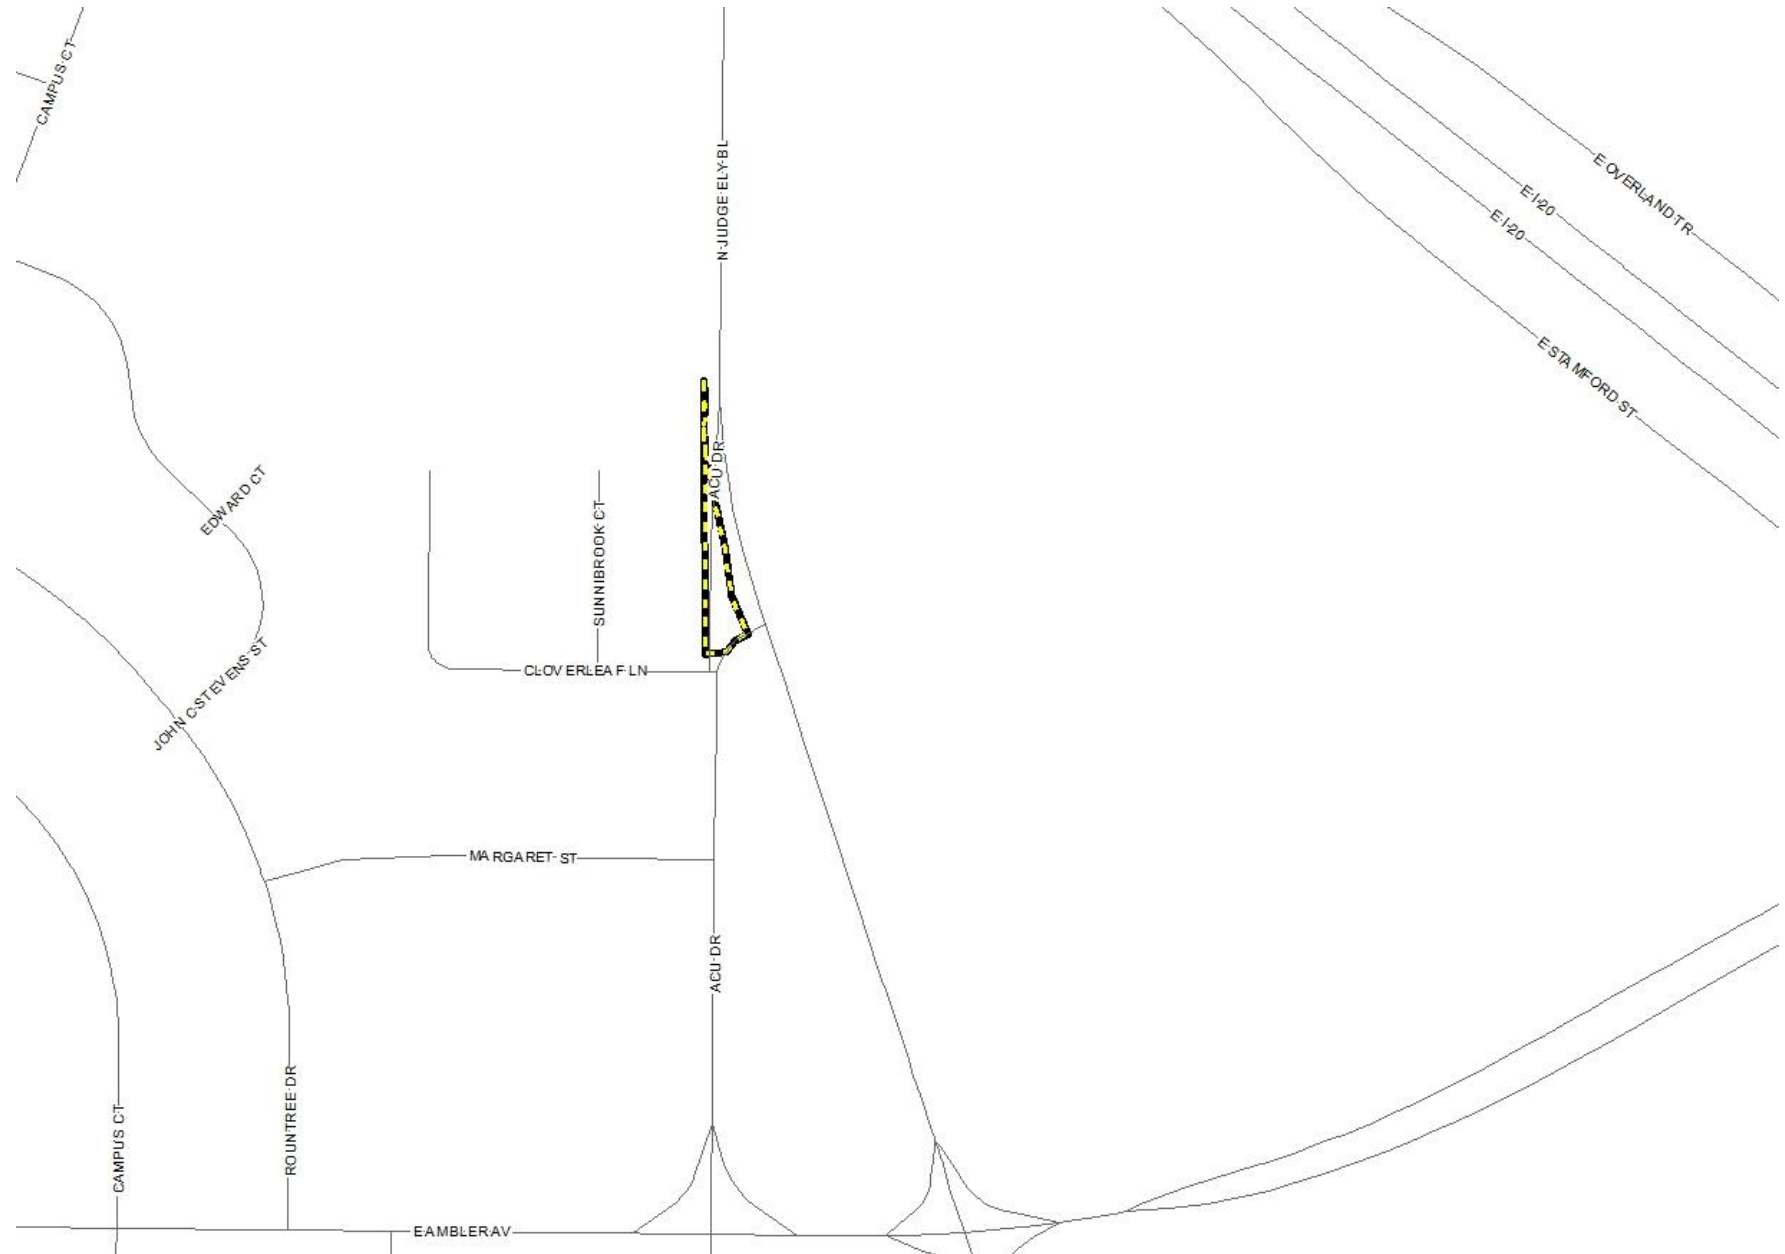 CAMPUS CT
N JUDGE ELY BL
E OVERLAND TR
E I-20
E I-20
E STAMFORD ST
ACU DR
EDWARD CT
SUNNIBROOK CT
CLOVERLEAF LN
JOHN C STEVENS ST
MARGARET ST
ACU DR
ROUNTREE DR
CAMPUS CT
E AMBLER AV